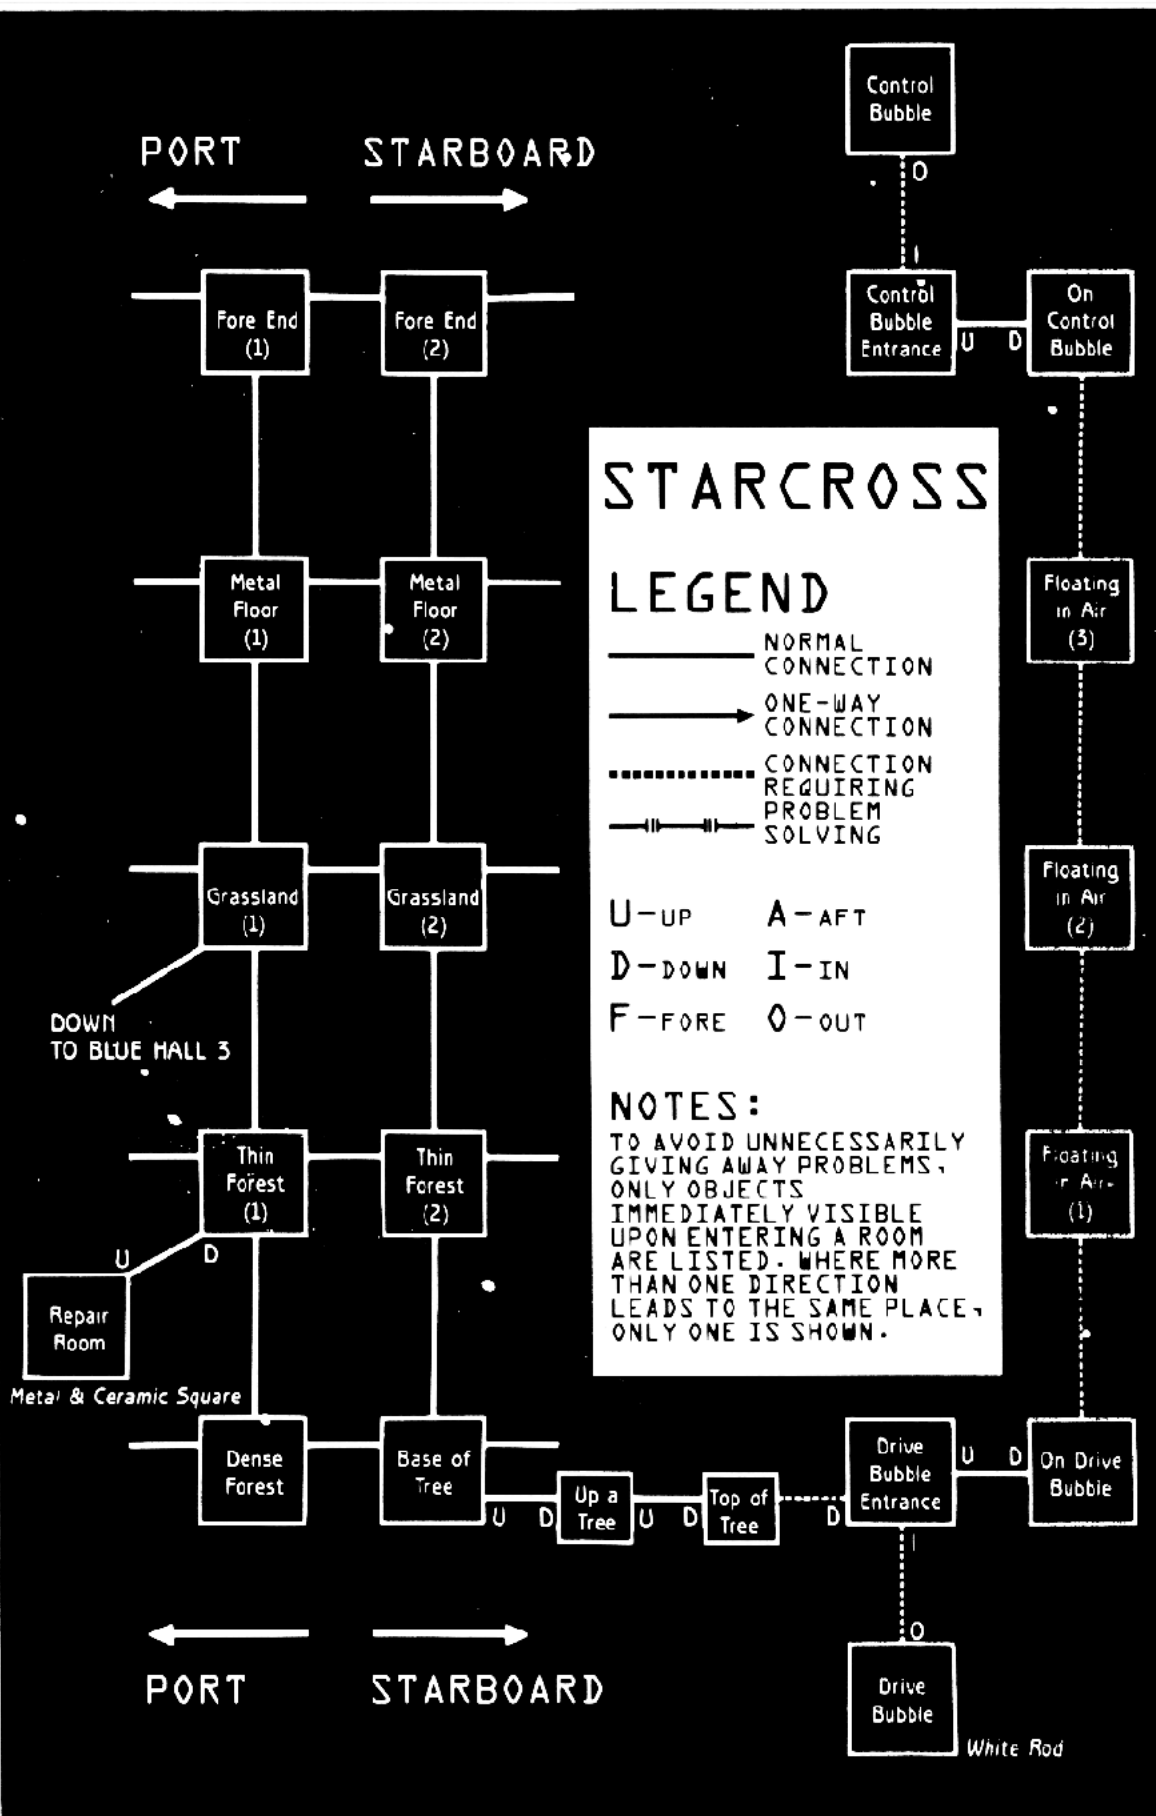 Control
Bubble
O
PORT
STARBOARD
I
Fore End
(1)
Fore End
(2)
Control
Bubble
Entrance
U
D
On
Control
Bubble
STARCROSS
LEGEND
NORMAL
CONNECTION
ONE-WAY
CONNECTION
CONNECTION
REQUIRING
PROBLEM
SOLVING
U-UP
A-AFT
D-DOWN
I-IN
F-FORE
O-OUT
NOTES:
TO AVOID UNNECESSARILY
GIVING AWAY PROBLEMS,
ONLY OBJECTS
IMMEDIATELY VISIBLE
UPON ENTERING A ROOM
ARE LISTED. WHERE MORE
THAN ONE DIRECTION
LEADS TO THE SAME PLACE,
ONLY ONE IS SHOWN.
Metal
Floor
(1)
Metal
Floor
(2)
Floating
in Air
(3)
Grassland
(1)
Grassland
(2)
Floating
in Air
(2)
DOWN
TO BLUE HALL 3
Thin
Forest
(1)
Thin
Forest
(2)
Floating
in Air
(1)
U
D
Repair
Room
Metal & Ceramic Square
Dense
Forest
Base of
Tree
U
D
Up a
Tree
U
D
Top of
Tree
D
Drive
Bubble
Entrance
U
D
On Drive
Bubble
I
O
Drive
Bubble
White Rod
PORT
STARBOARD